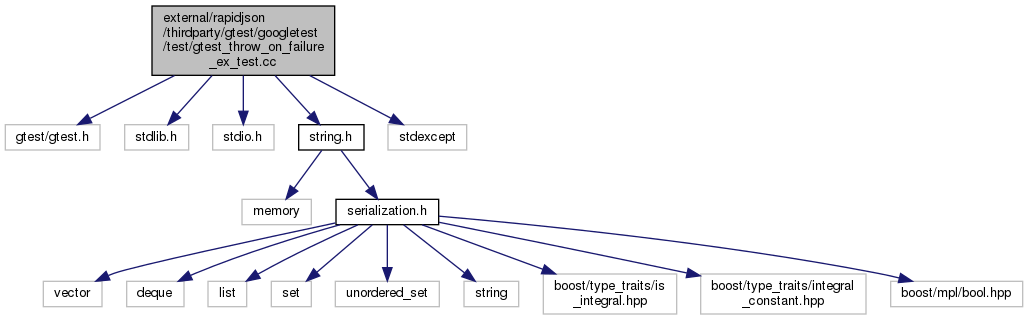 external/rapidjson
/thirdparty/gtest/googletest
/test/gtest_throw_on_failure
_ex_test.cc
gtest/gtest.h
stdlib.h
stdio.h
string.h
stdexcept
memory
serialization.h
vector
deque
list
set
unordered_set
string
boost/type_traits/is
_integral.hpp
boost/type_traits/integral
_constant.hpp
boost/mpl/bool.hpp